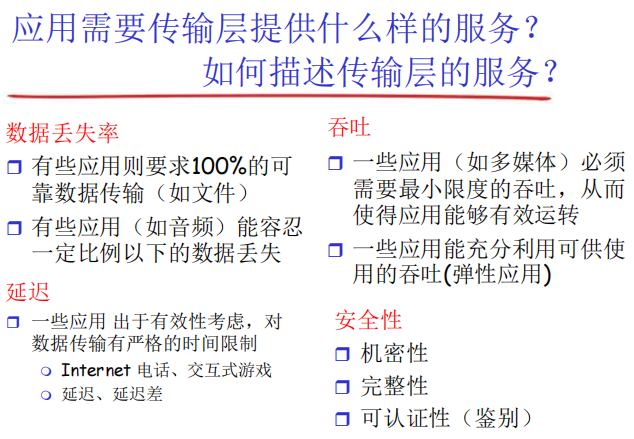 应用需要传输层提供什么样的服务？
如何描述传输层的服务？
数据丢失率
有些应用则要求100%的可
靠数据传输（如文件）
有些应用（如音频）能容忍
一定比例以下的数据丢失
延迟
一些应用 出于有效性考虑，对
数据传输有严格的时间限制
Internet 电话、交互式游戏
延迟、延迟差
吞吐
一些应用（如多媒体）必须
需要最小限度的吞吐，从而
使得应用能够有效运转
一些应用能充分利用可供使
用的吞吐(弹性应用)
安全性
机密性
完整性
可认证性（鉴别）